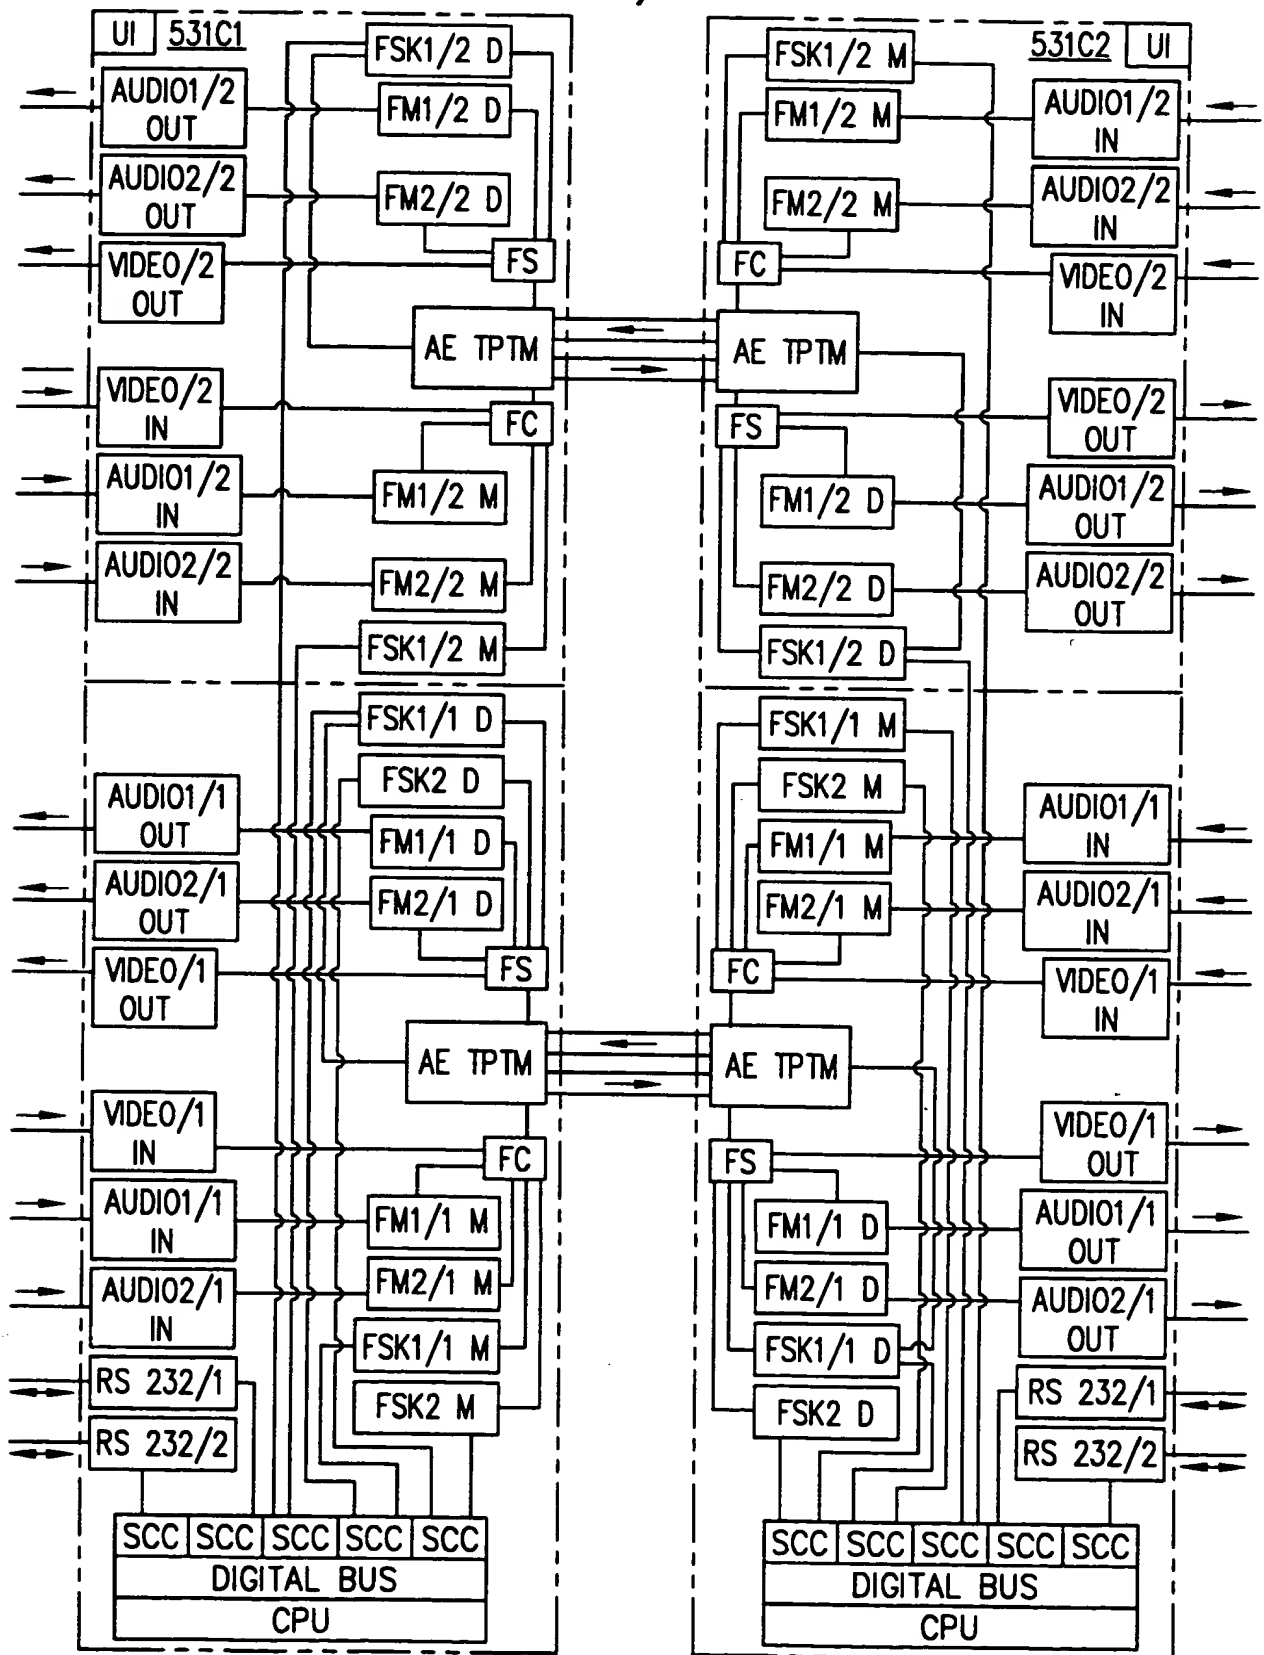 UI 531C1
FSK1/2 D
AUDIO1/2
OUT
FM1/2 D
AUDIO2/2
OUT
FM2/2 D
VIDEO/2
OUT
FS
AE TPTM
VIDEO/2
IN
FC
AUDIO1/2
IN
FM1/2 M
AUDIO2/2
IN
FM2/2 M
FSK1/2 M
FSK1/1 D
FSK2 D
AUDIO1/1
OUT
FM1/1 D
AUDIO2/1
OUT
FM2/1 D
VIDEO/1
OUT
FS
AE TPTM
VIDEO/1
IN
FC
AUDIO1/1
IN
FM1/1 M
AUDIO2/1
IN
FM2/1 M
FSK1/1 M
RS 232/1
FSK2 M
RS 232/2
SCC SCC SCC SCC SCC
DIGITAL BUS
CPU
531C2 UI
FSK1/2 M
FM1/2 M
AUDIO1/2
IN
FM2/2 M
AUDIO2/2
IN
FC
VIDEO/2
IN
AE TPTM
FS
VIDEO/2
OUT
FM1/2 D
AUDIO1/2
OUT
FM2/2 D
AUDIO2/2
OUT
FSK1/2 D
FSK1/1 M
FSK2 M
FM1/1 M
AUDIO1/1
IN
FM2/1 M
AUDIO2/1
IN
FC
VIDEO/1
IN
AE TPTM
FS
VIDEO/1
OUT
FM1/1 D
AUDIO1/1
OUT
FM2/1 D
AUDIO2/1
OUT
FSK1/1 D
FSK2 D
RS 232/1
RS 232/2
SCC SCC SCC SCC SCC
DIGITAL BUS
CPU